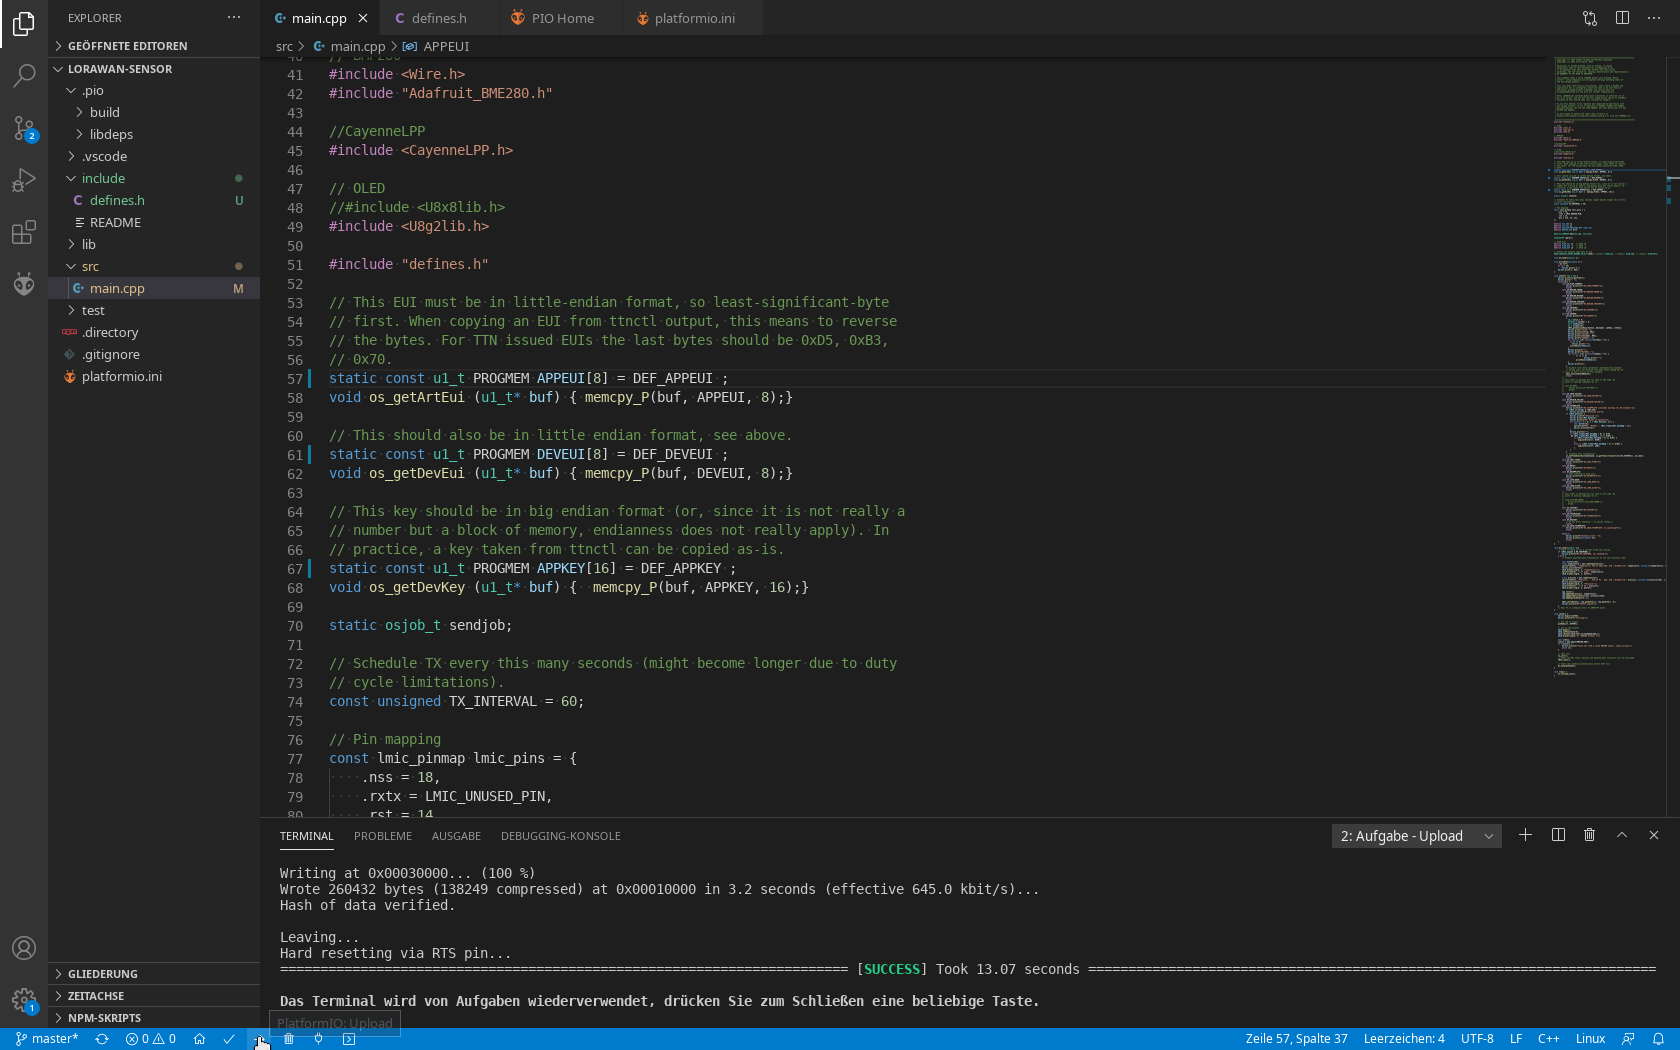 EXPLORER
GEÖFFNETE EDITOREN
LORAWAN-SENSOR
.pio
build
libdeps
.vscode
include
defines.h U
README
lib
src
main.cpp M
test
.directory
.gitignore
platformio.ini
GLIEDERUNG
ZEITACHSE
NPM-SKRIPTS
2
1
main.cpp
defines.h
PIO Home
platformio.ini
src > main.cpp > APPEUI
40 // BME280
41 #include <Wire.h>
42 #include "Adafruit_BME280.h"
43
44 //CayenneLPP
45 #include <CayenneLPP.h>
46
47 // OLED
48 //#include <U8x8lib.h>
49 #include <U8g2lib.h>
50
51 #include "defines.h"
52
53 // This EUI must be in little-endian format, so least-significant-byte
54 // first. When copying an EUI from ttnctl output, this means to reverse
55 // the bytes. For TTN issued EUIs the last bytes should be 0xD5, 0xB3,
56 // 0x70.
57 static const u1_t PROGMEM APPEUI[8] = DEF_APPEUI ;
58 void os_getArtEui (u1_t* buf) { memcpy_P(buf, APPEUI, 8);}
59
60 // This should also be in little endian format, see above.
61 static const u1_t PROGMEM DEVEUI[8] = DEF_DEVEUI ;
62 void os_getDevEui (u1_t* buf) { memcpy_P(buf, DEVEUI, 8);}
63
64 // This key should be in big endian format (or, since it is not really a
65 // number but a block of memory, endianness does not really apply). In
66 // practice, a key taken from ttnctl can be copied as-is.
67 static const u1_t PROGMEM APPKEY[16] = DEF_APPKEY ;
68 void os_getDevKey (u1_t* buf) {  memcpy_P(buf, APPKEY, 16);}
69
70 static osjob_t sendjob;
71
72 // Schedule TX every this many seconds (might become longer due to duty
73 // cycle limitations).
74 const unsigned TX_INTERVAL = 60;
75
76 // Pin mapping
77 const lmic_pinmap lmic_pins = {
78     .nss = 18,
79     .rxtx = LMIC_UNUSED_PIN,
80     .rst = 14
TERMINAL PROBLEME AUSGABE DEBUGGING-KONSOLE 2: Aufgabe - Upload
Writing at 0x00030000... (100 %)
Wrote 260432 bytes (138249 compressed) at 0x00010000 in 3.2 seconds (effective 645.0 kbit/s)...
Hash of data verified.
Leaving...
Hard resetting via RTS pin...
======================================================================= [SUCCESS] Took 13.07 seconds =======================================================================
Das Terminal wird von Aufgaben wiederverwendet, drücken Sie zum Schließen eine beliebige Taste.
PlatformIO: Upload
master* 0 0 Zeile 57, Spalte 37 Leerzeichen: 4 UTF-8 LF C++ Linux